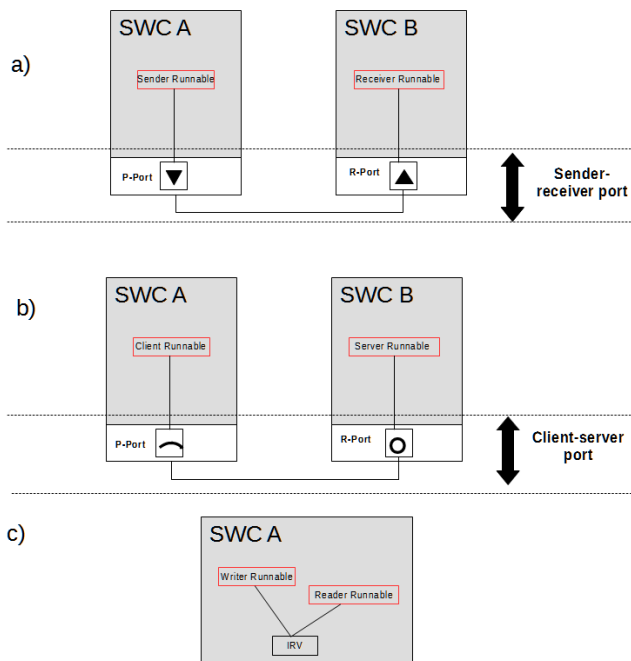 a)
SWC A
SWC B
Sender Runnable
Receiver Runnable
P-Port
R-Port
Sender-
receiver port
b)
SWC A
SWC B
Client Runnable
Server Runnable
P-Port
R-Port
Client-server
port
c)
SWC A
Writer Runnable
Reader Runnable
IRV